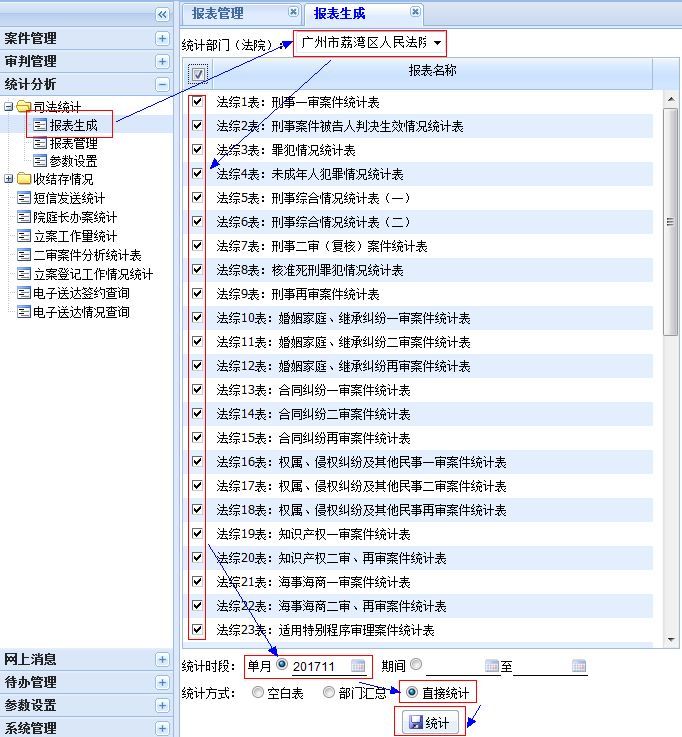 报表管理
报表生成
案件管理
审判管理
统计分析
司法统计
报表生成
报表管理
参数设置
收结存情况
短信发送统计
院庭长办案统计
立案工作量统计
二审案件分析统计表
立案登记工作情况统计
电子送达签约查询
电子送达情况查询
网上消息
待办管理
参数设置
系统管理
统计部门（法院）：广州市荔湾区人民法院
报表名称
法综1表：刑事一审案件统计表
法综2表：刑事案件被告人判决生效情况统计表
法综3表：罪犯情况统计表
法综4表：未成年人犯罪情况统计表
法综5表：刑事综合情况统计表（一）
法综6表：刑事综合情况统计表（二）
法综7表：刑事二审（复核）案件统计表
法综8表：核准死刑罪犯情况统计表
法综9表：刑事再审案件统计表
法综10表：婚姻家庭、继承纠纷一审案件统计表
法综11表：婚姻家庭、继承纠纷二审案件统计表
法综12表：婚姻家庭、继承纠纷再审案件统计表
法综13表：合同纠纷一审案件统计表
法综14表：合同纠纷二审案件统计表
法综15表：合同纠纷再审案件统计表
法综16表：权属、侵权纠纷及其他民事一审案件统计表
法综17表：权属、侵权纠纷及其他民事二审案件统计表
法综18表：权属、侵权纠纷及其他民事再审案件统计表
法综19表：知识产权一审案件统计表
法综20表：知识产权二审、再审案件统计表
法综21表：海事海商一审案件统计表
法综22表：海事海商二审、再审案件统计表
法综23表：适用特别程序审理案件统计表
统计时段：单月 201711 期间 至
统计方式：空白表 部门汇总 直接统计
统计